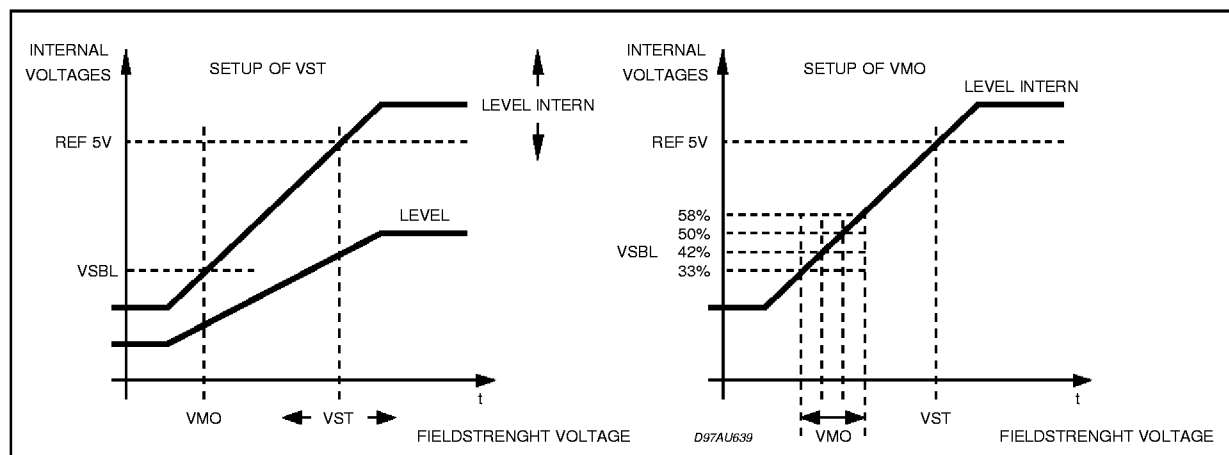 INTERNAL
VOLTAGES
SETUP OF VST
LEVEL INTERN
REF 5V
LEVEL
VSBL
t
VMO
VST
FIELDSTRENGHT VOLTAGE
INTERNAL
VOLTAGES
SETUP OF VMO
LEVEL INTERN
REF 5V
58%
50%
VSBL 42%
33%
t
D97AU639
VMO
VST
FIELDSTRENGHT VOLTAGE